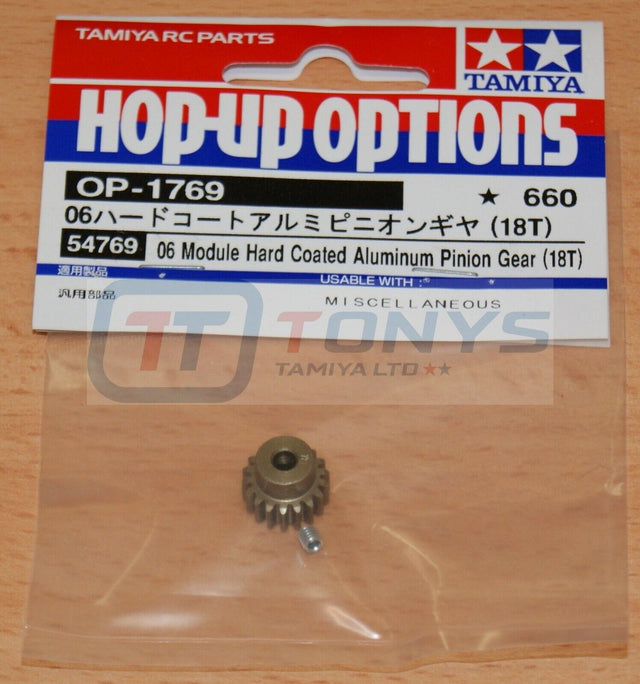 TAMIYA RC PARTS
TAMIYA
HOP-UP OPTIONS
OP-1769
★ 660
06ハードコートアルミピニオンギヤ (18T)
54769 06 Module Hard Coated Aluminum Pinion Gear (18T)
適用製品
USABLE WITH :
汎用部品
MISCELLANEOUS
TT TONYS
TAMIYA LTD ★★